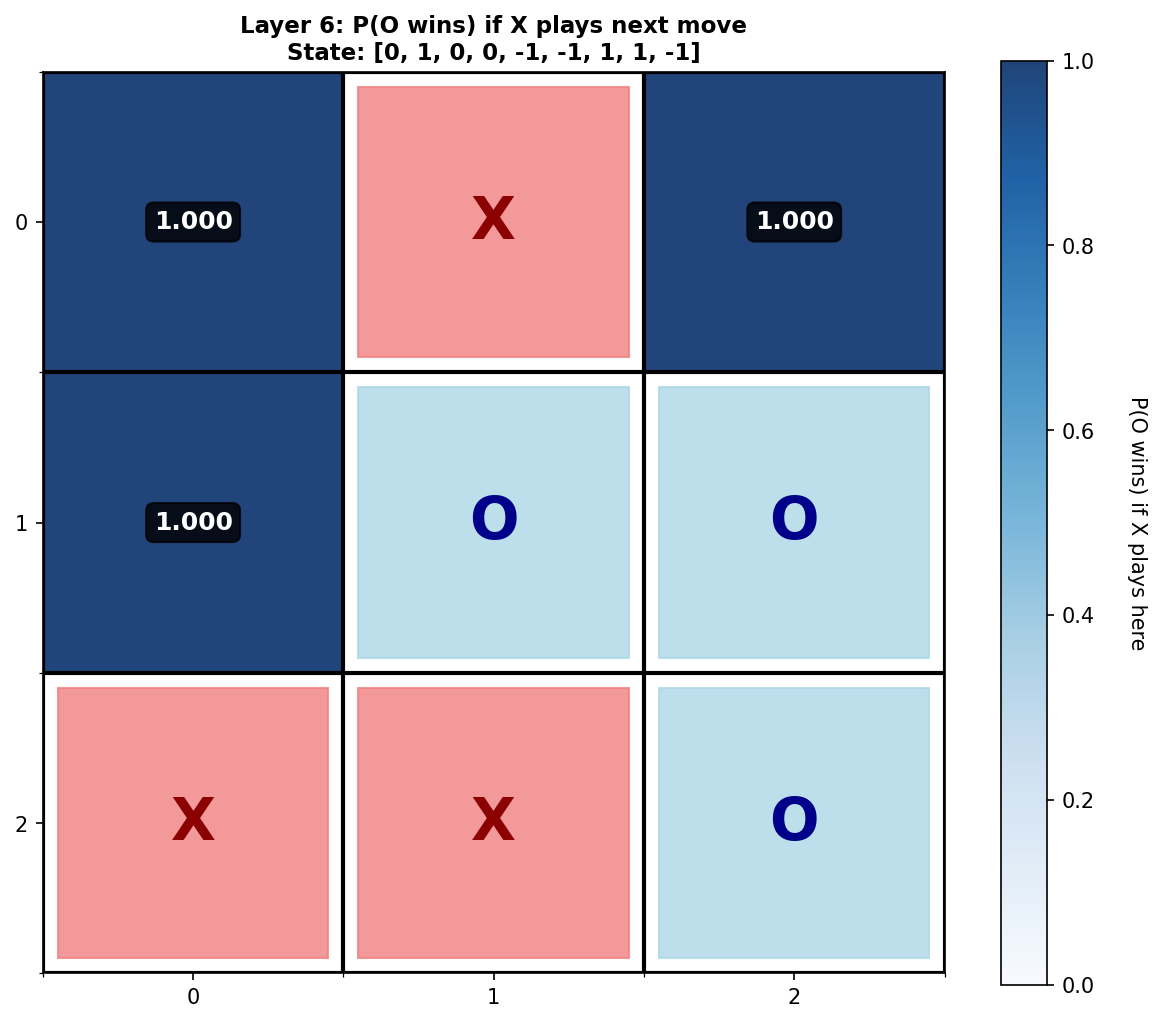 Layer 6: P(O wins) if X plays next move
State: [0, 1, 0, 0, -1, -1, 1, 1, -1]
1.000
X
1.000
1.000
O
O
X
X
O
0
1
2
0
1
2
1.0
0.8
0.6
0.4
0.2
0.0
P(O wins) if X plays here